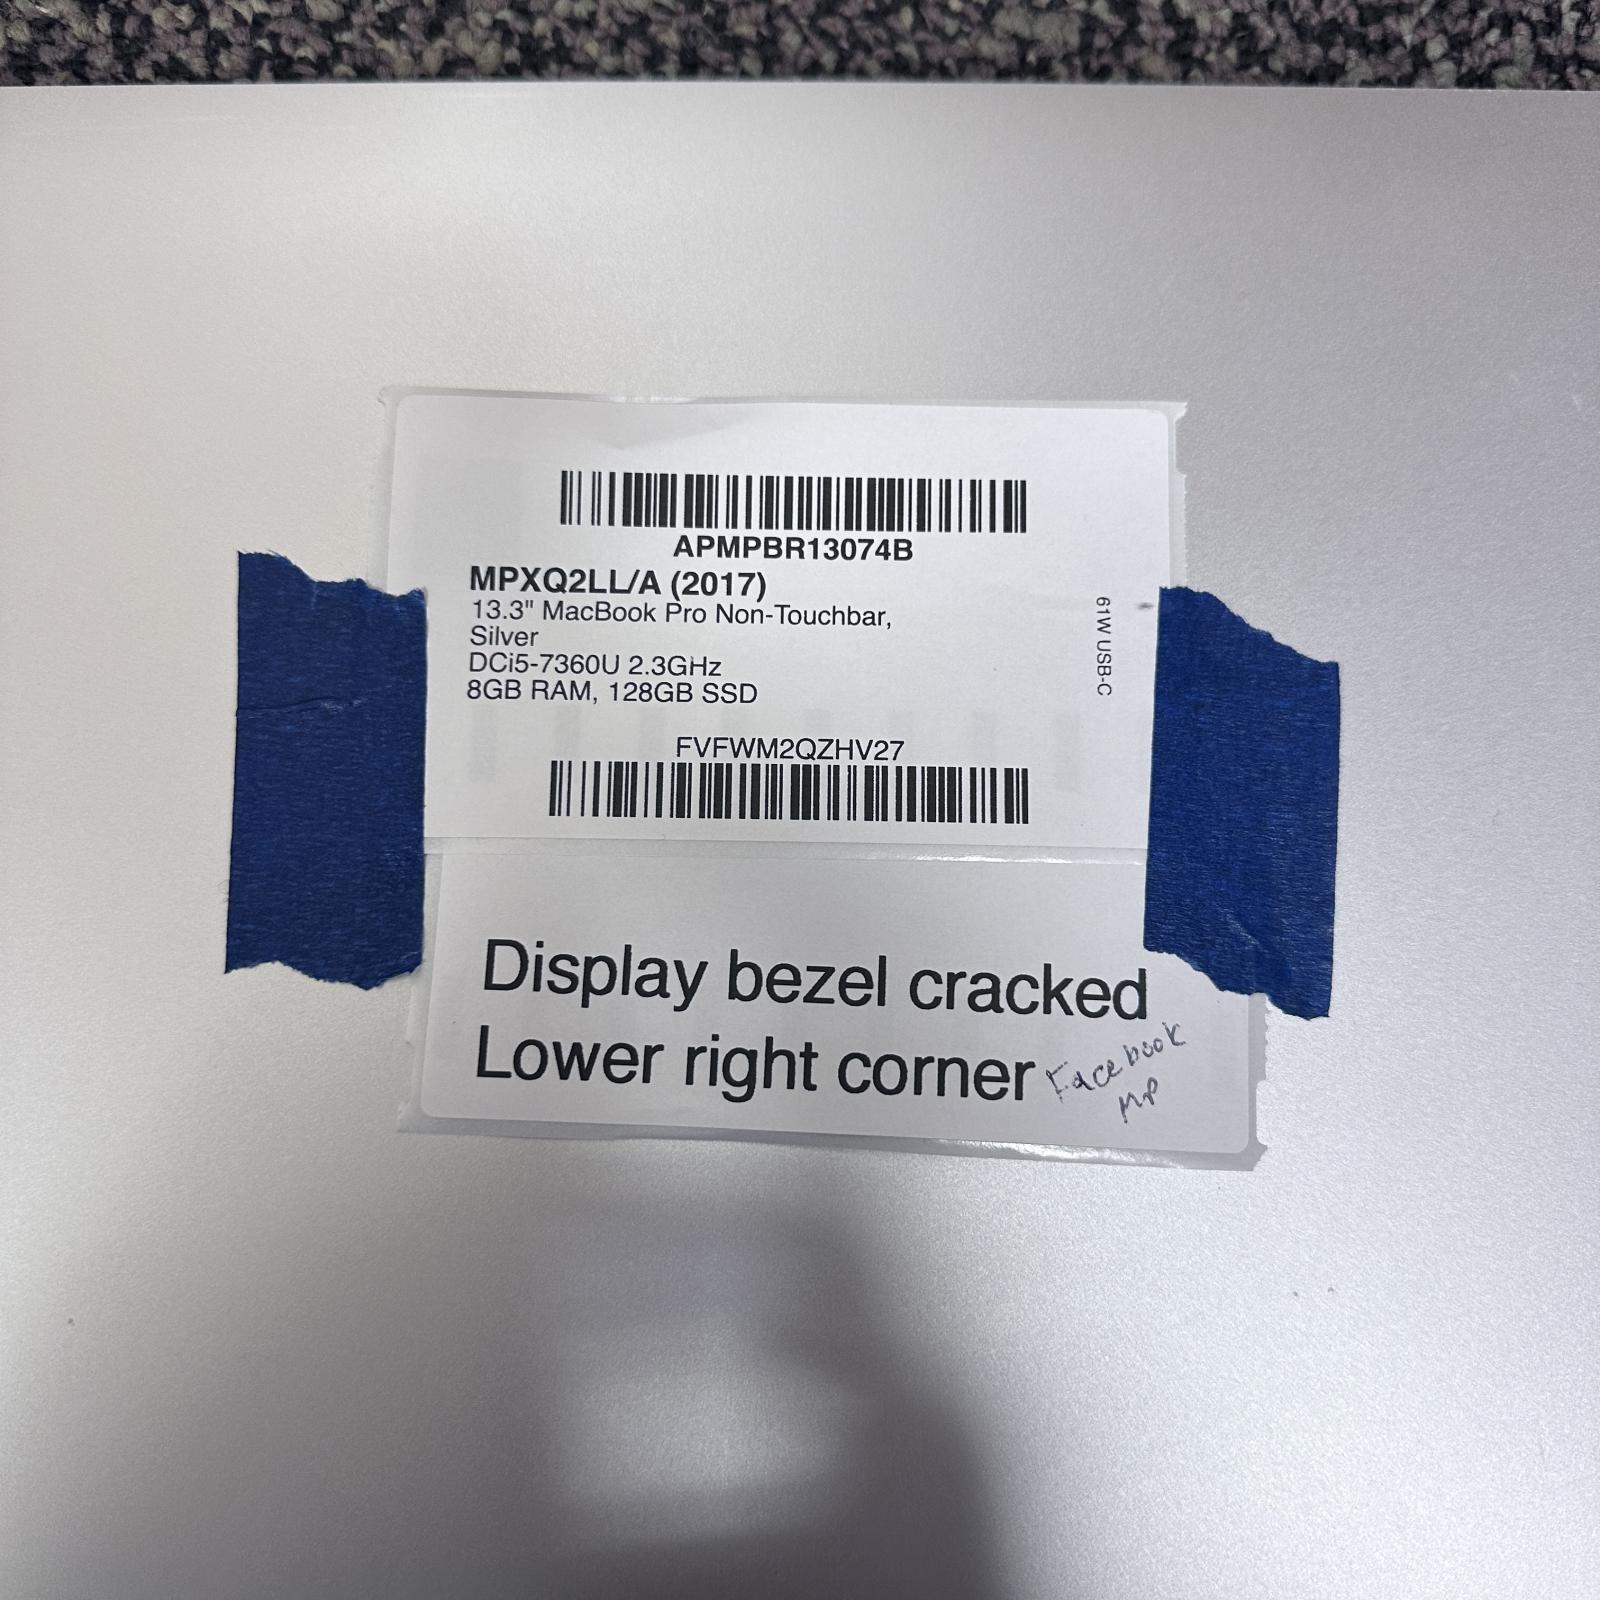 APMPBR13074B
MPXQ2LL/A (2017)
13.3" MacBook Pro Non-Touchbar,
Silver
DCi5-7360U 2.3GHz
8GB RAM, 128GB SSD
61W USB-C
FVFWM2QZHV27
Display bezel cracked
Lower right corner
Facebook
MP